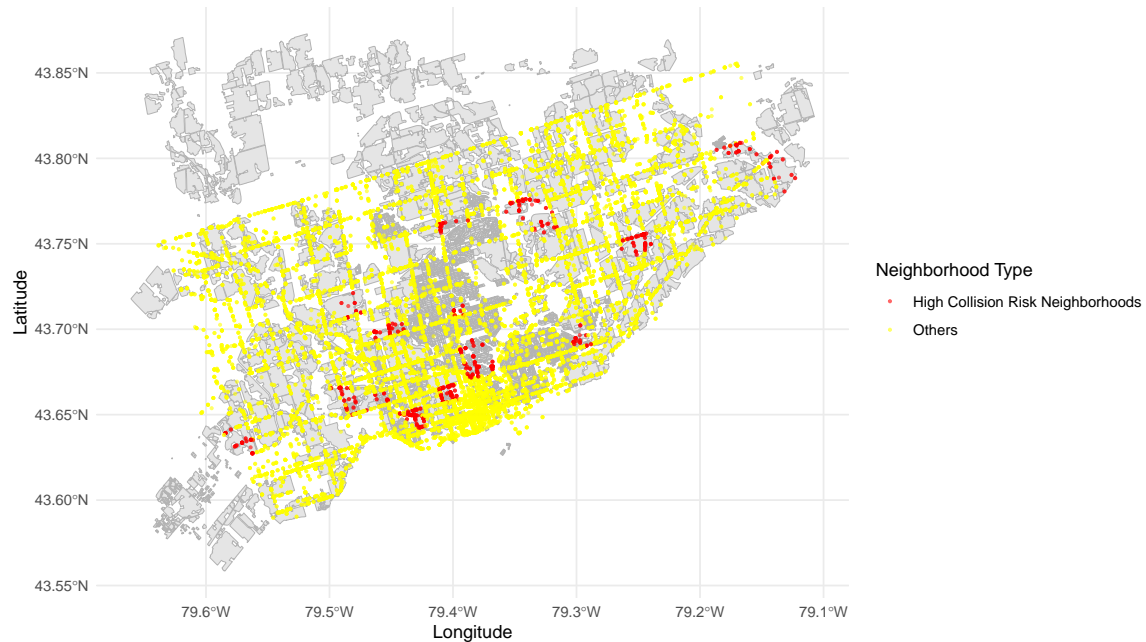 43.85°N
43.80°N
43.75°N
43.70°N
43.65°N
43.60°N
43.55°N
Latitude
79.6°W
79.5°W
79.4°W
79.3°W
79.2°W
79.1°W
Longitude
Neighborhood Type
High Collision Risk Neighborhoods
Others